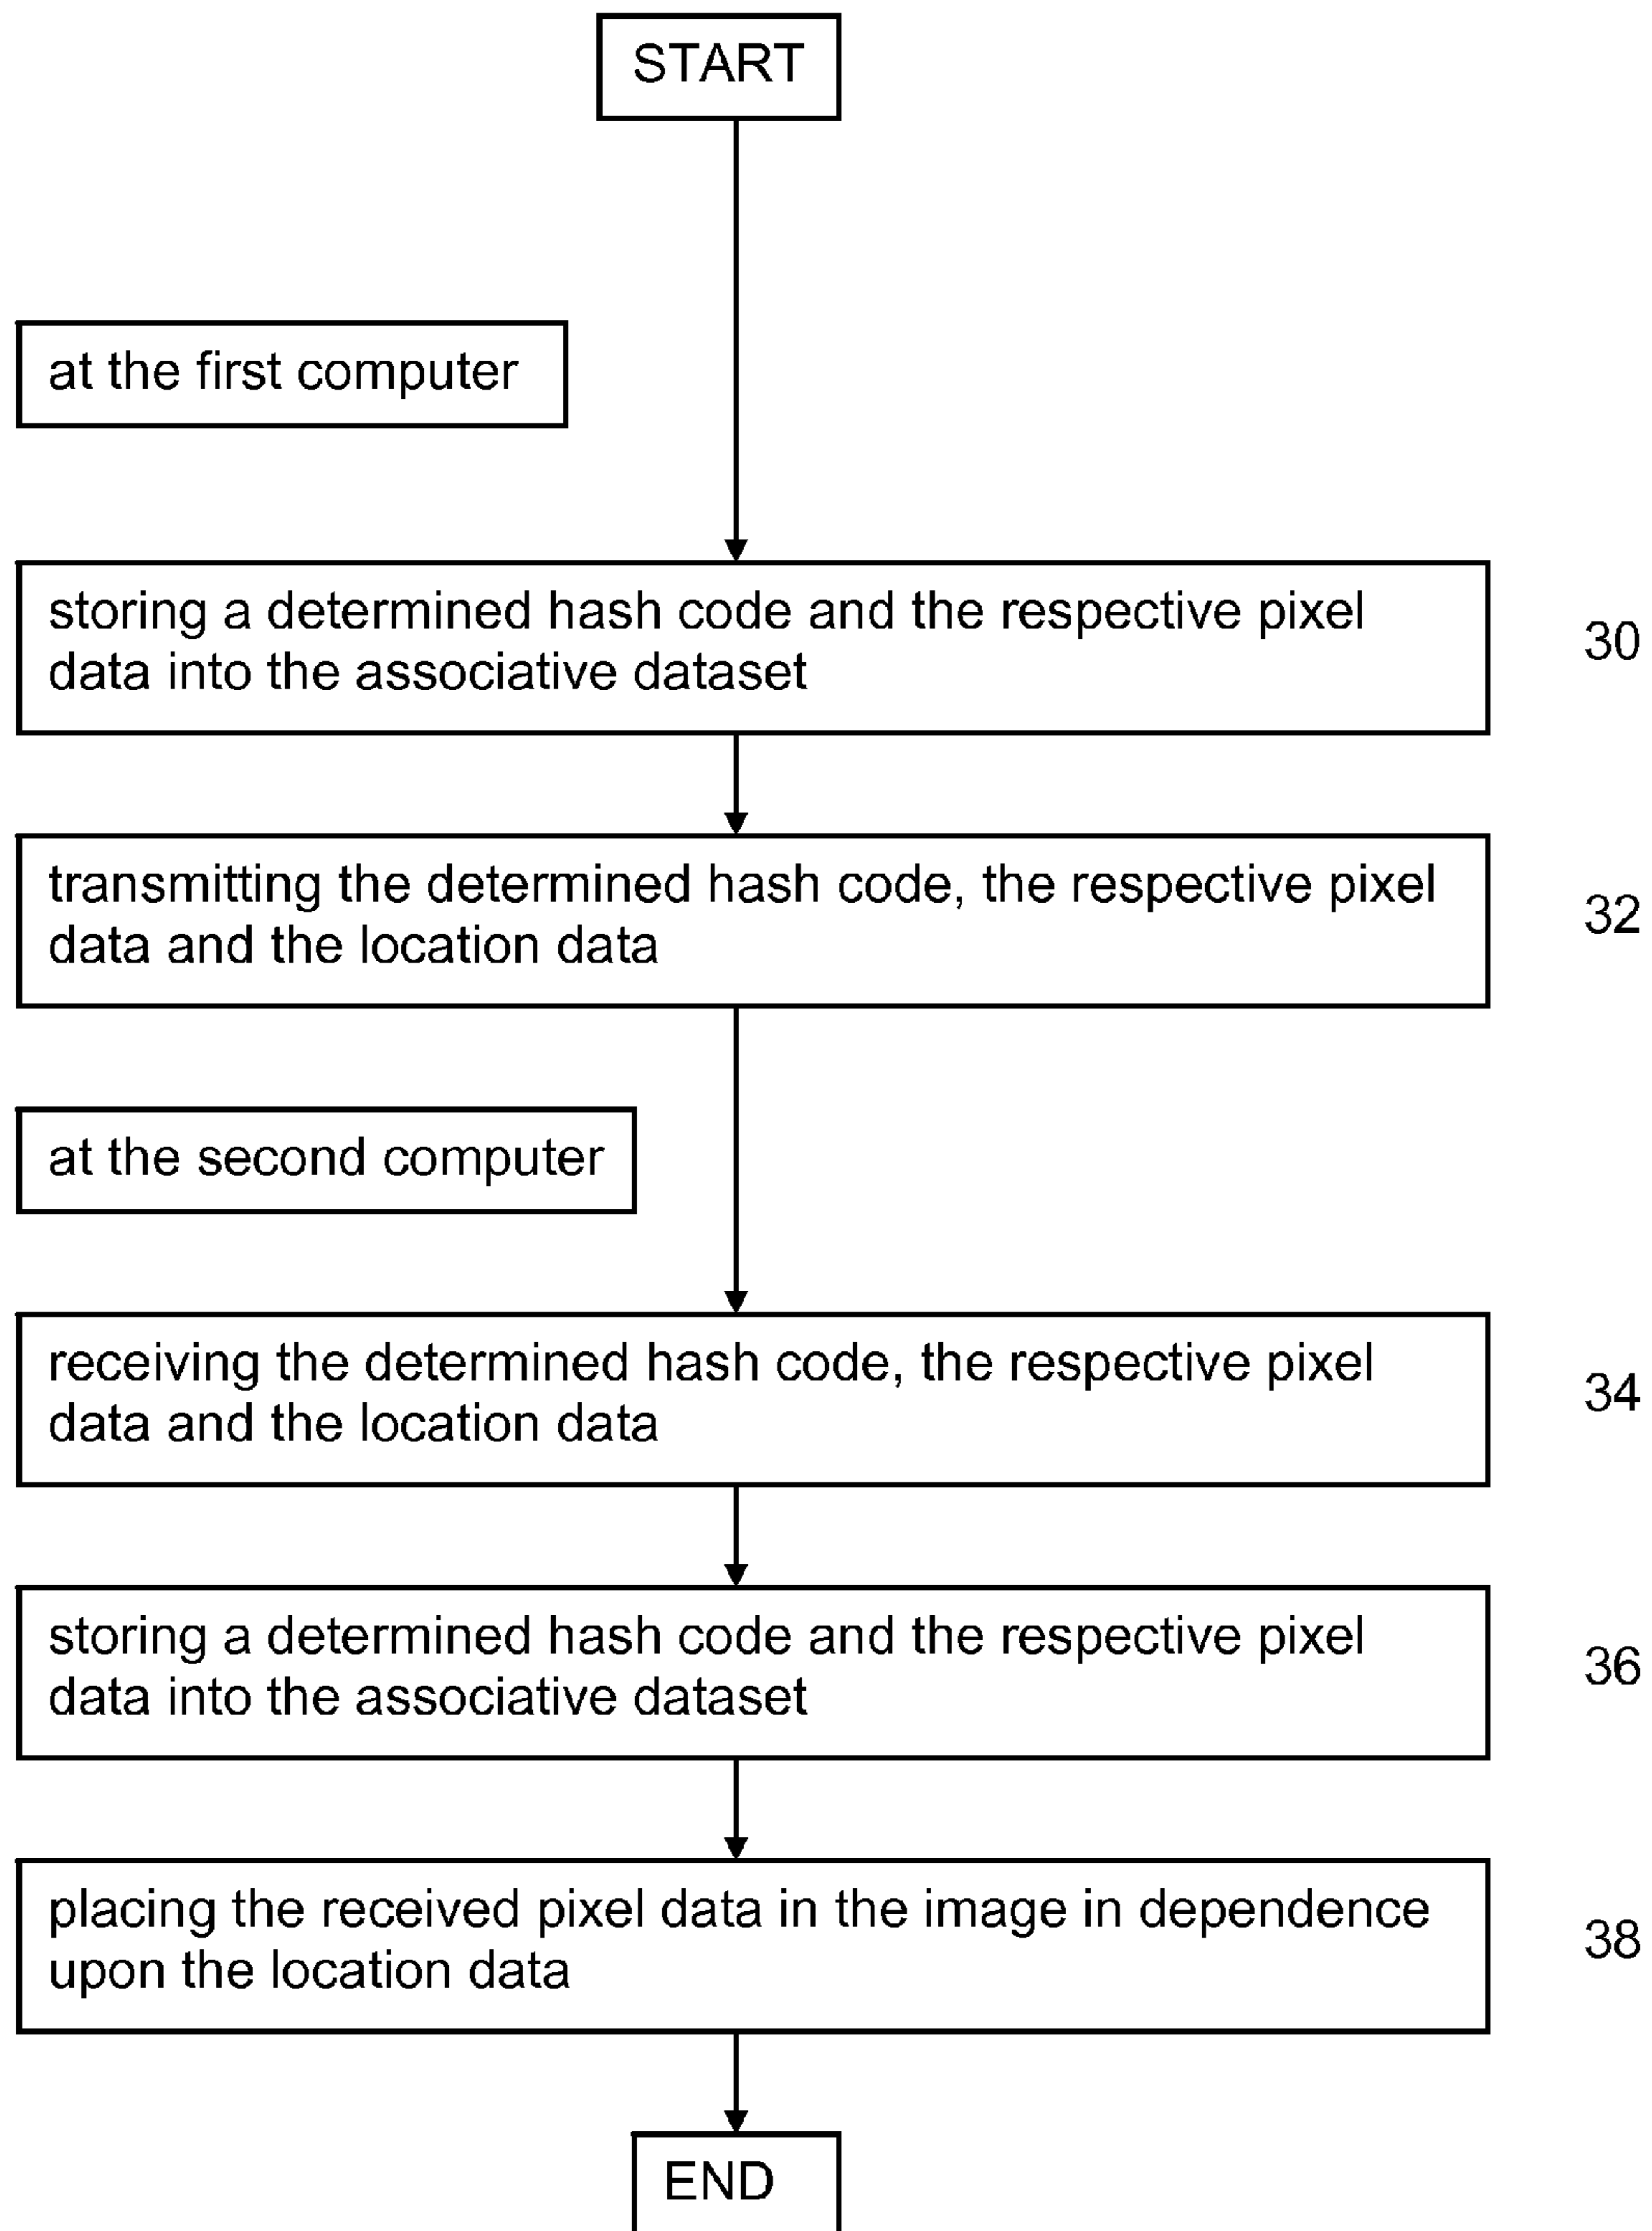 START
at the first computer
storing a determined hash code and the respective pixel
data into the associative dataset
30
transmitting the determined hash code, the respective pixel
data and the location data
32
at the second computer
receiving the determined hash code, the respective pixel
data and the location data
34
storing a determined hash code and the respective pixel
data into the associative dataset
36
placing the received pixel data in the image in dependence
upon the location data
38
END